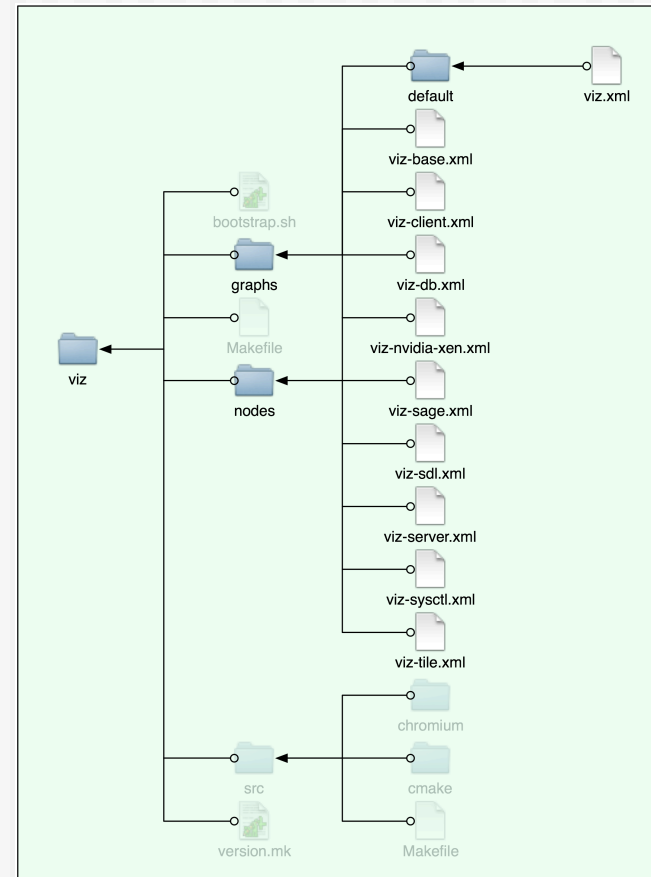 default
viz.xml
viz-base.xml
bootstrap.sh
viz-client.xml
graphs
viz-db.xml
Makefile
viz-nvidia-xen.xml
viz
nodes
viz-sage.xml
viz-sdl.xml
viz-server.xml
viz-sysctl.xml
viz-tile.xml
chromium
src
cmake
version.mk
Makefile